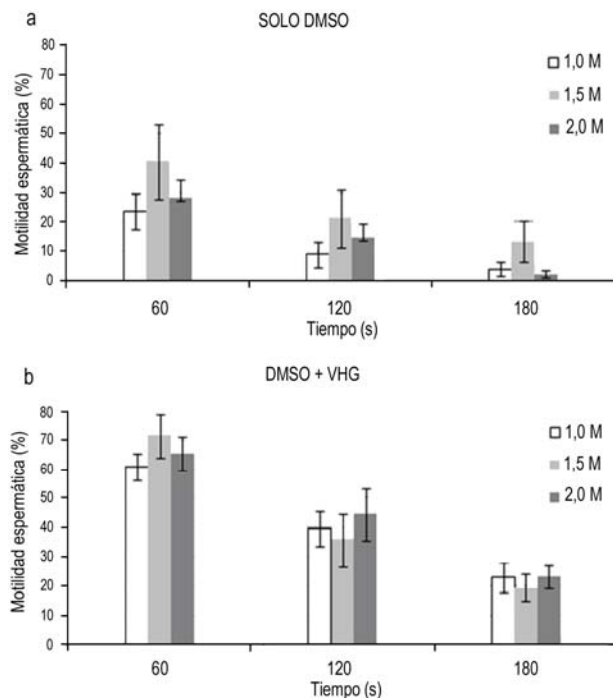 a
SOLO DMSO
Motilidad espermática (%)
80
70
60
50
40
30
20
10
0
1,0 M
1,5 M
2,0 M
60 120 180
Tiempo (s)
b
DMSO + VHG
Motilidad espermática (%)
80
70
60
50
40
30
20
10
0
1,0 M
1,5 M
2,0 M
60 120 180
Tiempo (s)